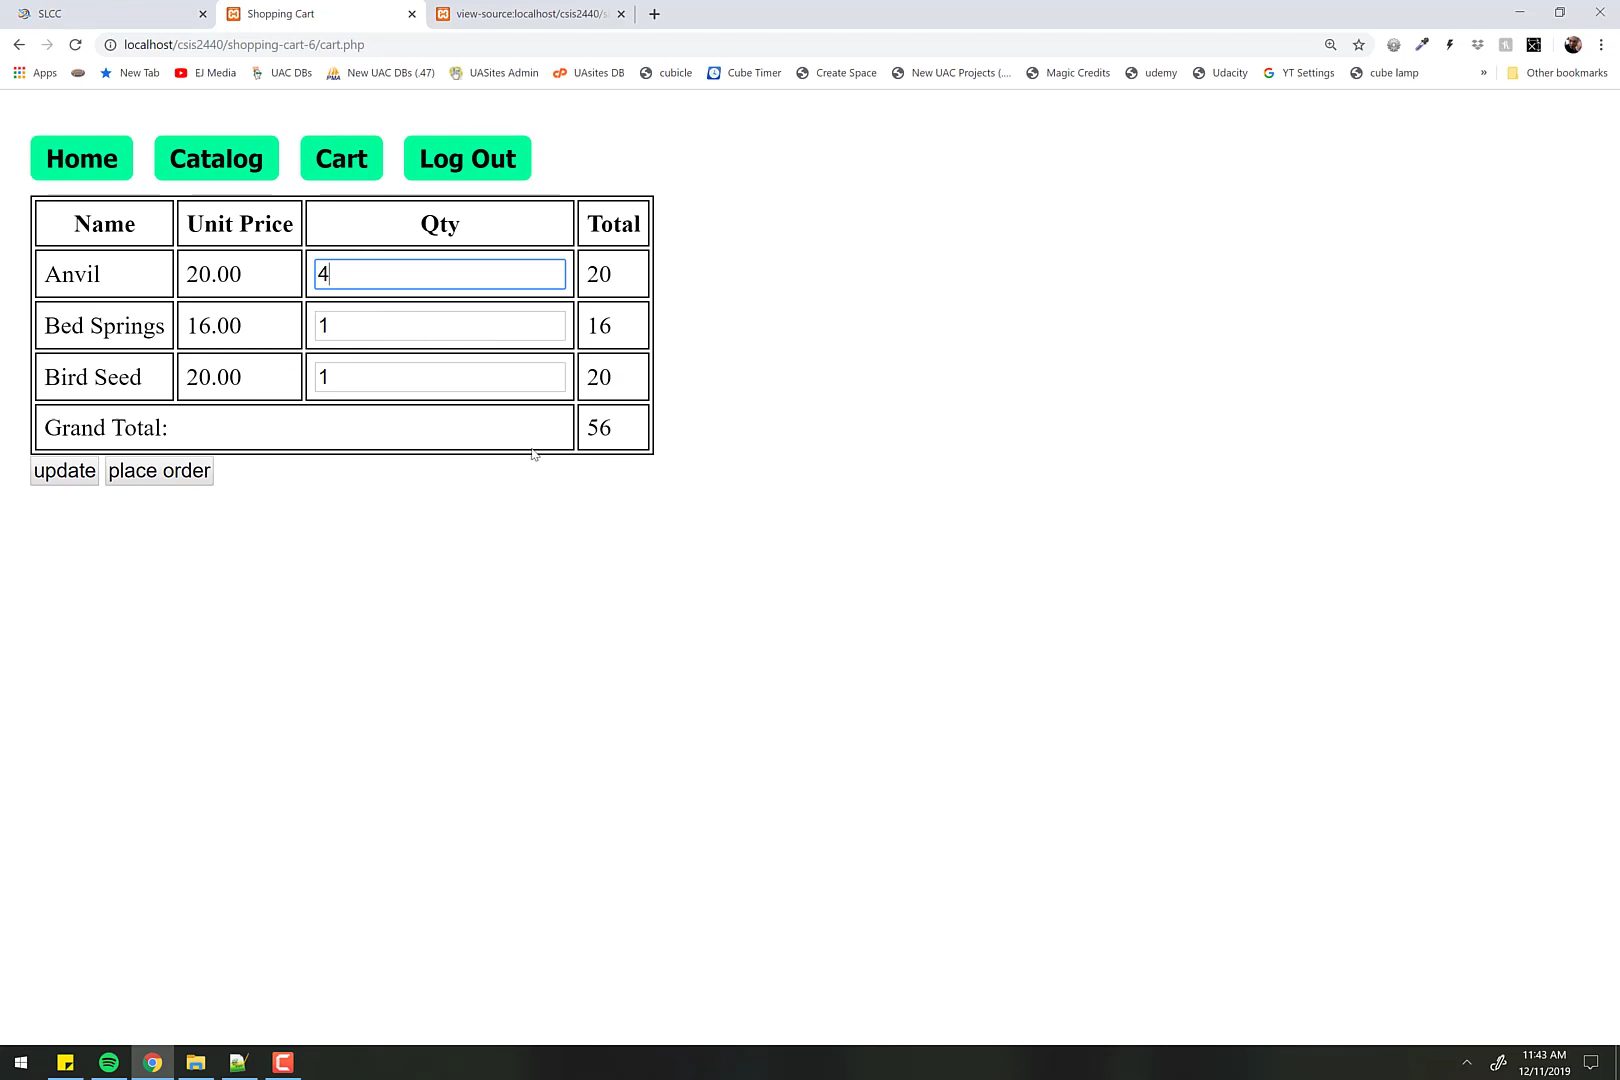 SLCC
Shopping Cart
view-source:localhost/csis2440/s
localhost/csis2440/shopping-cart-6/cart.php
Apps
New Tab
EJ Media
UAC DBs
New UAC DBs (.47)
UASites Admin
UAsites DB
cubicle
Cube Timer
Create Space
New UAC Projects (....
Magic Credits
udemy
Udacity
YT Settings
cube lamp
»
Other bookmarks
Home Catalog Cart Log Out
Name Unit Price Qty Total
Anvil 20.00 4 20
Bed Springs 16.00 1 16
Bird Seed 20.00 1 20
Grand Total: 56
update place order
11:43 AM
12/11/2019